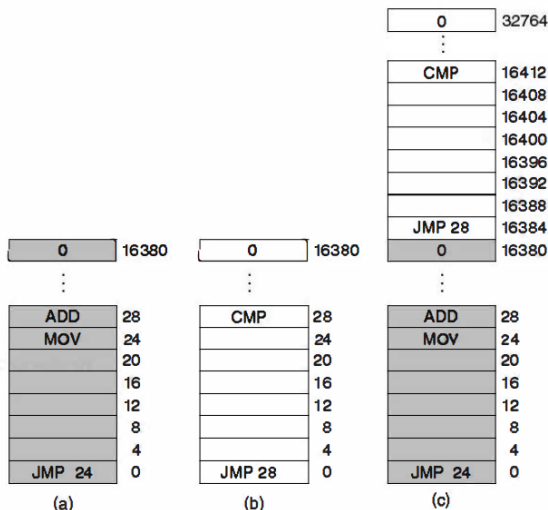 0 32764
⋮
CMP 16412
16408
16404
16400
16396
16392
16388
JMP 28 16384
0 16380 0 16380 0 16380
⋮ ⋮ ⋮
ADD 28 CMP 28 ADD 28
MOV 24 24 MOV 24
20 20 20
16 16 16
12 12 12
8 8 8
4 4 4
JMP 24 0 JMP 28 0 JMP 24 0
(a) (b) (c)